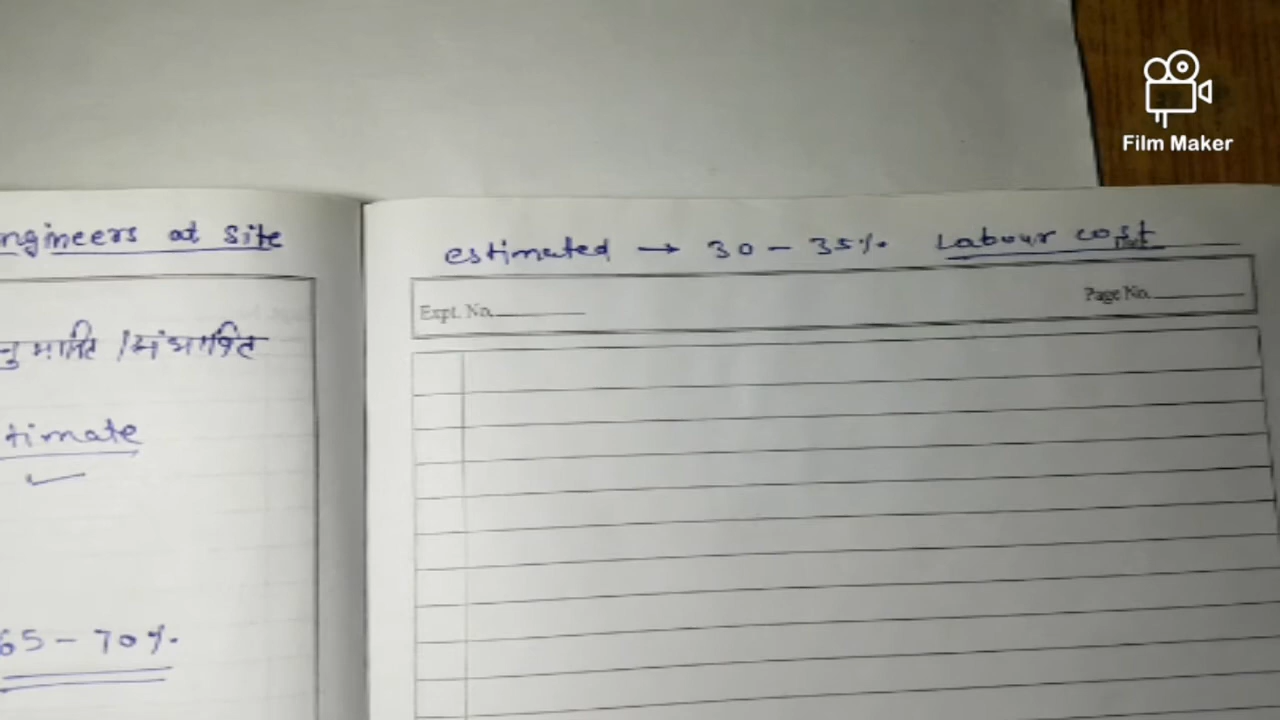 Film Maker
ngineers at Site
नुमानित / संभावित
timate
65 - 70%.
estimated → 30 - 35%. Labour cost
Expt. No.
Page No.